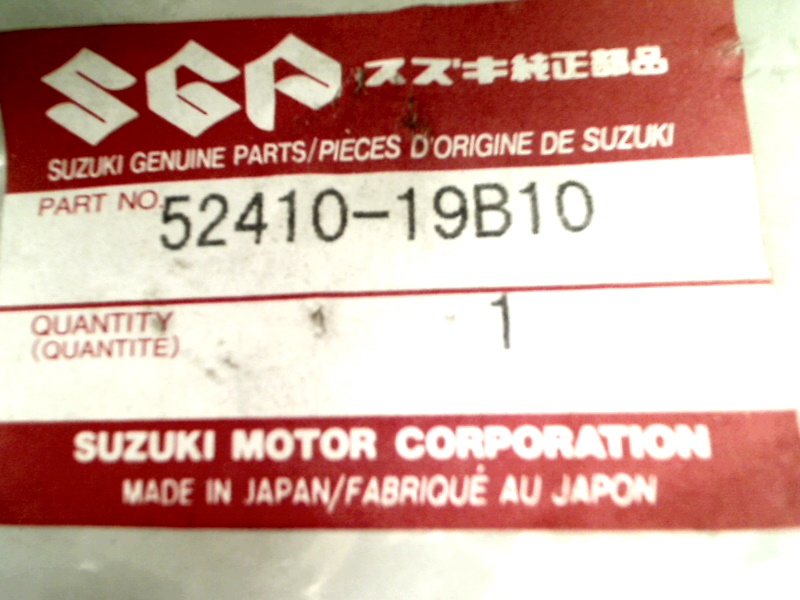 SGP スズキ純正部品
SUZUKI GENUINE PARTS/PIECES D'ORIGINE DE SUZUKI
PART NO. 52410-19B10
QUANTITY 1
(QUANTITE)
SUZUKI MOTOR CORPORATION
MADE IN JAPAN/FABRIQUÉ AU JAPON